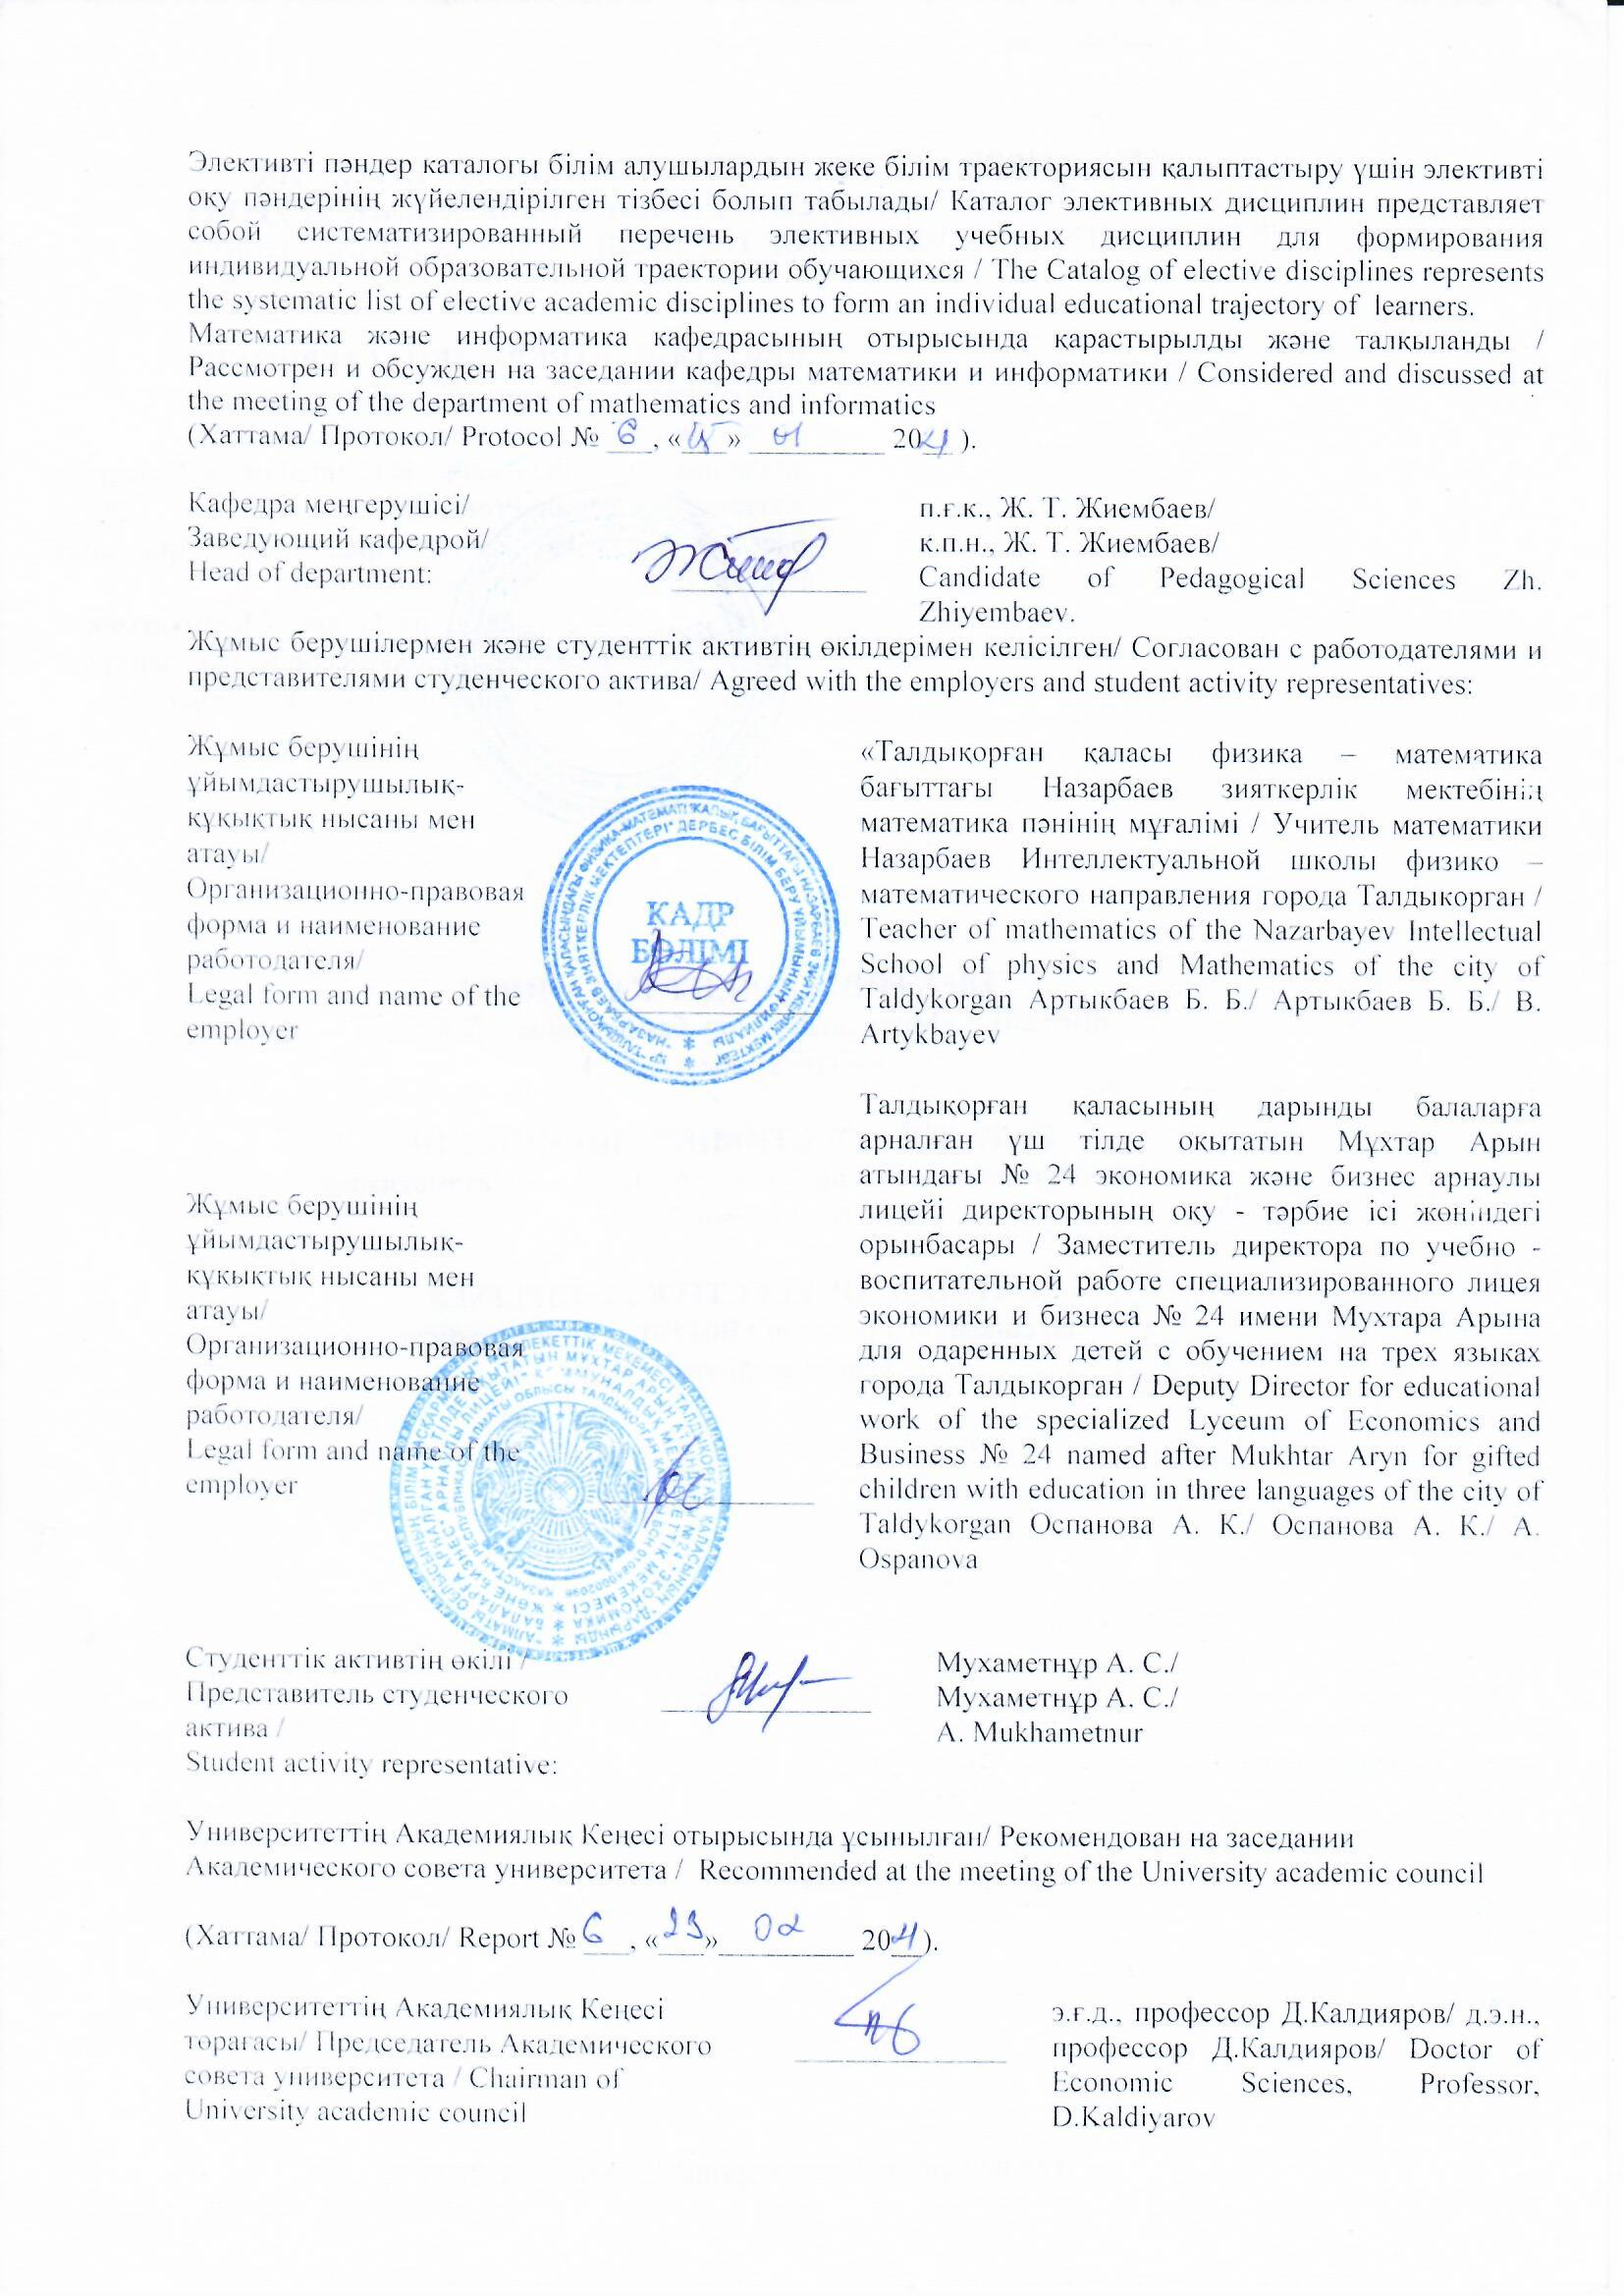 Элективті пәндер каталогы білім алушылардын жеке білім траекториясын қалыптастыру үшін элективті
оқу пәндерінің жүйелендірілген тізбесі болып табылады/ Каталог элективных дисциплин представляет
собой систематизированный перечень элективных учебных дисциплин для формирования
индивидуальной образовательной траектории обучающихся / The Catalog of elective disciplines represents
the systematic list of elective academic disciplines to form an individual educational trajectory of learners.
Математика және информатика кафедрасының отырысында қарастырылды және талқыланды /
Рассмотрен и обсужден на заседании кафедры математики и информатики / Considered and discussed at
the meeting of the department of mathematics and informatics
(Хаттама/ Протокол/ Protocol № 6, « » 01 20 ).
Кафедра меңгерушісі/
Заведующий кафедрой/
Head of department:
п.ғ.к., Ж. Т. Жиембаев/
к.п.н., Ж. Т. Жиембаев/
Candidate of Pedagogical Sciences Zh.
Zhiyembaev.
Жұмыс берушілермен және студенттік активтің өкілдерімен келісілген/ Согласован с работодателями и
представителями студенческого актива/ Agreed with the employers and student activity representatives:
Жұмыс берушінің
ұйымдастырушылық-
құқықтық нысаны мен
атауы/
Организационно-правовая
форма и наименование
работодателя/
Legal form and name of the
employer
КАДР
БӨЛІМІ
«Талдықорған қаласы физика – математика
бағыттағы Назарбаев зияткерлік мектебінің
математика пәнінің мұғалімі / Учитель математики
Назарбаев Интеллектуальной школы физико –
математического направления города Талдыкорган /
Teacher of mathematics of the Nazarbayev Intellectual
School of physics and Mathematics of the city of
Taldykorgan Артыкбаев Б. Б./ Артыкбаев Б. Б./ B.
Artykbayev
Жұмыс берушінің
ұйымдастырушылық-
құқықтық нысаны мен
атауы/
Организационно-правовая
форма и наименование
работодателя/
Legal form and name of the
employer
Талдықорған қаласының дарынды балаларға
арналған үш тілде оқытатын Мұхтар Арын
атындағы № 24 экономика және бизнес арнаулы
лицейі директорының оқу - тәрбие ісі жөніндегі
орынбасары / Заместитель директора по учебно -
воспитательной работе специализированного лицея
экономики и бизнеса № 24 имени Мухтара Арына
для одаренных детей с обучением на трех языках
города Талдыкорган / Deputy Director for educational
work of the specialized Lyceum of Economics and
Business № 24 named after Mukhtar Aryn for gifted
children with education in three languages of the city of
Taldykorgan Оспанова А. К./ Оспанова А. К./ A.
Ospanova
Студенттік активтің өкілі /
Представитель студенческого
актива /
Student activity representative:
Мухаметнұр А. С./
Мухаметнұр А. С./
A. Mukhametnur
Университеттің Академиялық Кеңесі отырысында ұсынылған/ Рекомендован на заседании
Академического совета университета / Recommended at the meeting of the University academic council
(Хаттама/ Протокол/ Report № 6, «23» 02 20 ).
Университеттің Академиялық Кеңесі
төрағасы/ Председатель Академического
совета университета / Chairman of
University academic council
э.ғ.д., профессор Д.Калдияров/ д.э.н.,
профессор Д.Калдияров/ Doctor of
Economic Sciences, Professor,
D.Kaldiyarov